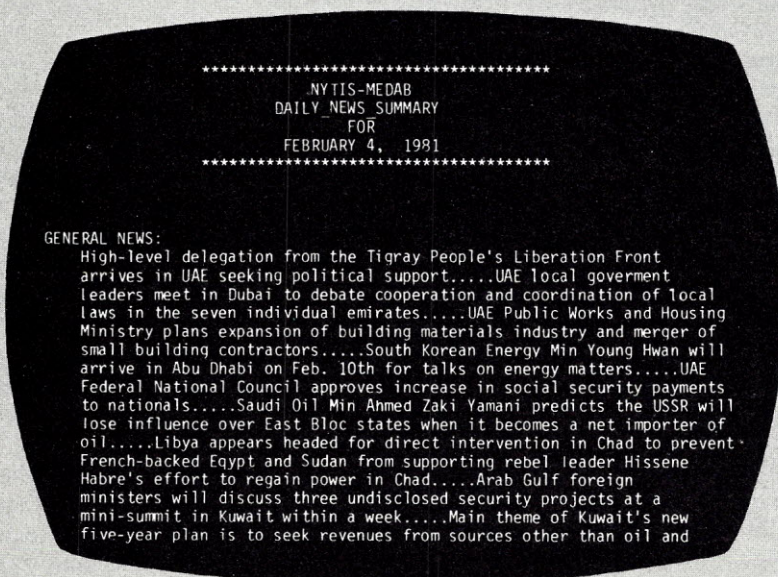 **************************************
NYTIS-MEDAB
DAILY_NEWS_SUMMARY
FOR
FEBRUARY 4, 1981
**************************************
GENERAL NEWS:
High-level delegation from the Tigray People's Liberation Front
arrives in UAE seeking political support.....UAE local goverment
leaders meet in Dubai to debate cooperation and coordination of local
laws in the seven individual emirates.....UAE Public Works and Housing
Ministry plans expansion of building materials industry and merger of
small building contractors.....South Korean Energy Min Young Hwan will
arrive in Abu Dhabi on Feb. 10th for talks on energy matters.....UAE
Federal National Council approves increase in social security payments
to nationals.....Saudi Oil Min Ahmed Zaki Yamani predicts the USSR will
lose influence over East Bloc states when it becomes a net importer of
oil.....Libya appears headed for direct intervention in Chad to prevent
French-backed Egypt and Sudan from supporting rebel leader Hissene
Habre's effort to regain power in Chad.....Arab Gulf foreign
ministers will discuss three undisclosed security projects at a
mini-summit in Kuwait within a week.....Main theme of Kuwait's new
five-year plan is to seek revenues from sources other than oil and